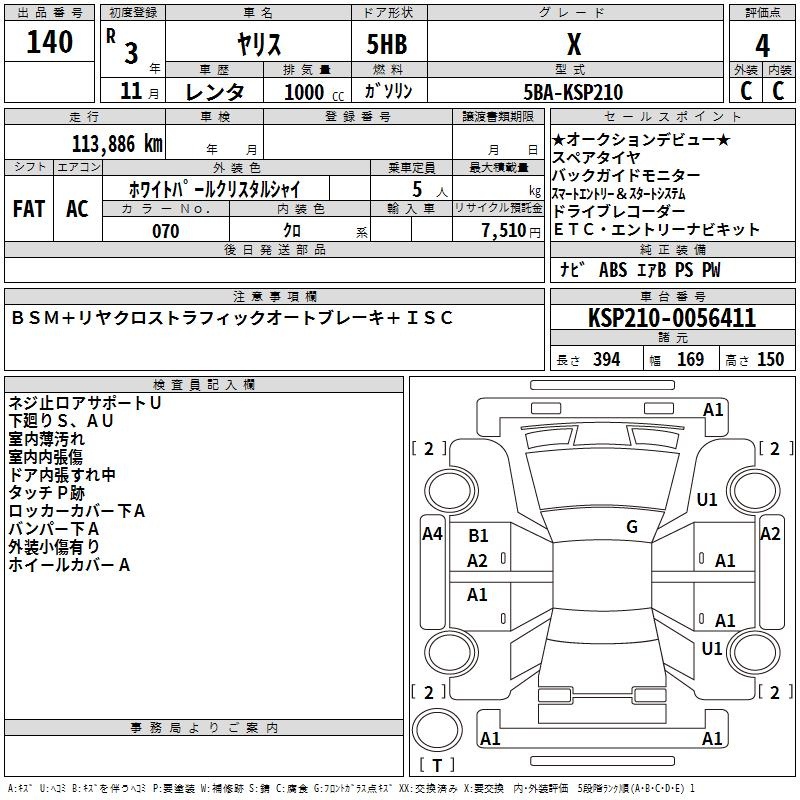 出品番号 初度登録 車名 ドア形状 グレード 評価点
140 R 3 年 ヤリス 5HB X 4
車歴 排気量 燃料 型式 外装 内装
11 月 レンタ 1000 CC ｶﾞｿﾘﾝ 5BA-KSP210 C C
走行 車検 登録番号 譲渡書類期限 セールスポイント
113,886 km 年 月 月 日
★オークションデビュー★
スペアタイヤ
バックガイドモニター
ｽﾏｰﾄエントリー＆ｽﾀｰﾄｼｽﾃﾑ
ドライブレコーダー
ＥＴＣ・エントリーナビキット
シフト エアコン 外装色 乗車定員 最大積載量
FAT AC ﾎﾜｲﾄﾊﾟｰﾙｸﾘｽﾀﾙｼｬｲ 5 人 kg
カラーＮｏ． 内装色 輸入車 リサイクル預託金
070 ｸﾛ 系 7,510 円
後日発送部品 純正装備
ﾅﾋﾞ ABS ｴｱB PS PW
注意事項欄 車台番号
ＢＳＭ＋リヤクロストラフィックオートブレーキ＋ＩＳＣ KSP210-0056411
諸元
長さ 394 幅 169 高さ 150
検査員記入欄
ネジ止ロアサポートＵ
下廻りＳ、ＡＵ
室内薄汚れ
室内内張傷
ドア内張すれ中
タッチＰ跡
ロッカーカバー下Ａ
バンパー下Ａ
外装小傷有り
ホイールカバーＡ
事務局よりご案内
A1
[ 2 ] [ 2 ]
U1
G
A4 B1 A2
A2 A1
A1
A1
U1
[ 2 ] [ 2 ]
A1 A1
[ T ]
A:ｷｽﾞ U:ﾍｺﾐ B:ｷｽﾞを伴うﾍｺﾐ P:要塗装 W:補修跡 S:錆 C:腐食 G:ﾌﾛﾝﾄｶﾞﾗｽ点ｷｽﾞ XX:交換済み X:要交換 内・外装評価 5段階ﾗﾝｸ順(A・B・C・D・E) 1